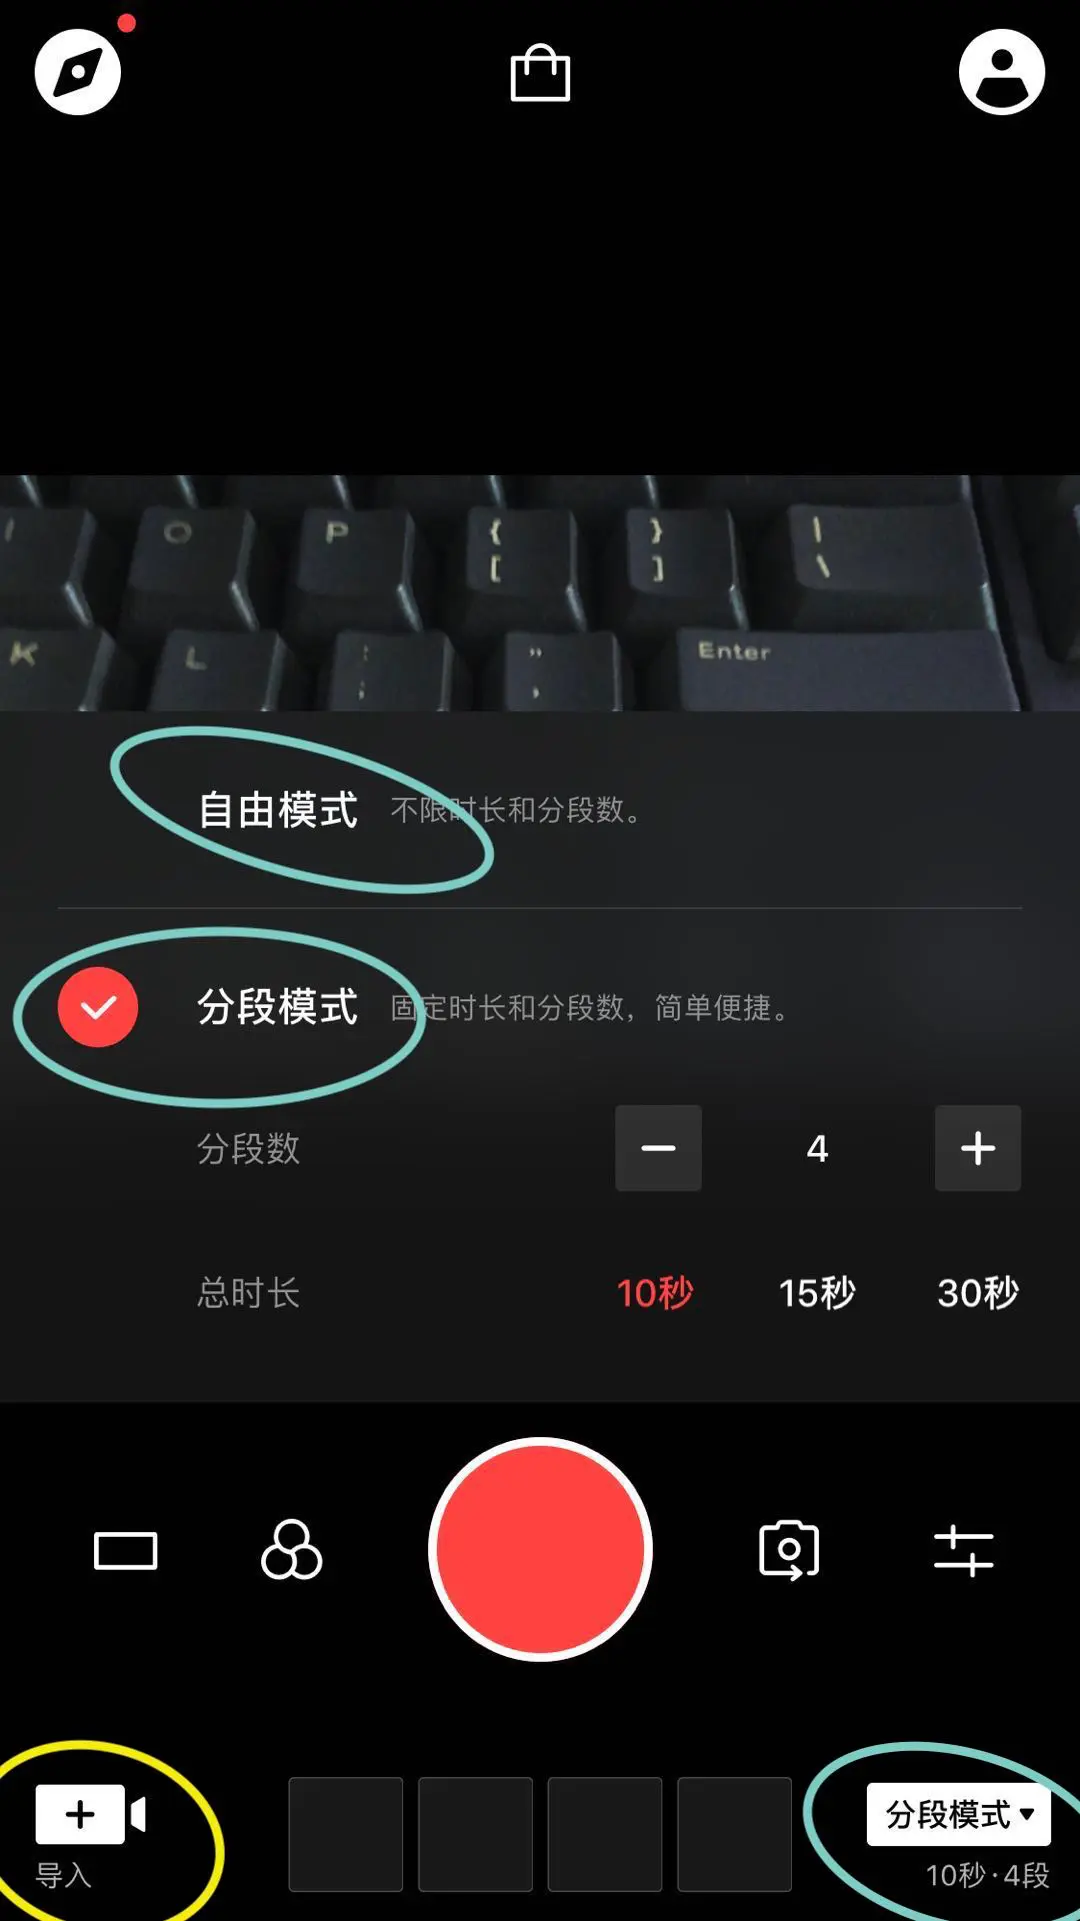 O P { } |
[ ] \
K L : " Enter
; ,
自由模式 不限时长和分段数。
分段模式 固定时长和分段数，简单便捷。
分段数 4
总时长 10秒 15秒 30秒
分段模式
导入
10秒·4段